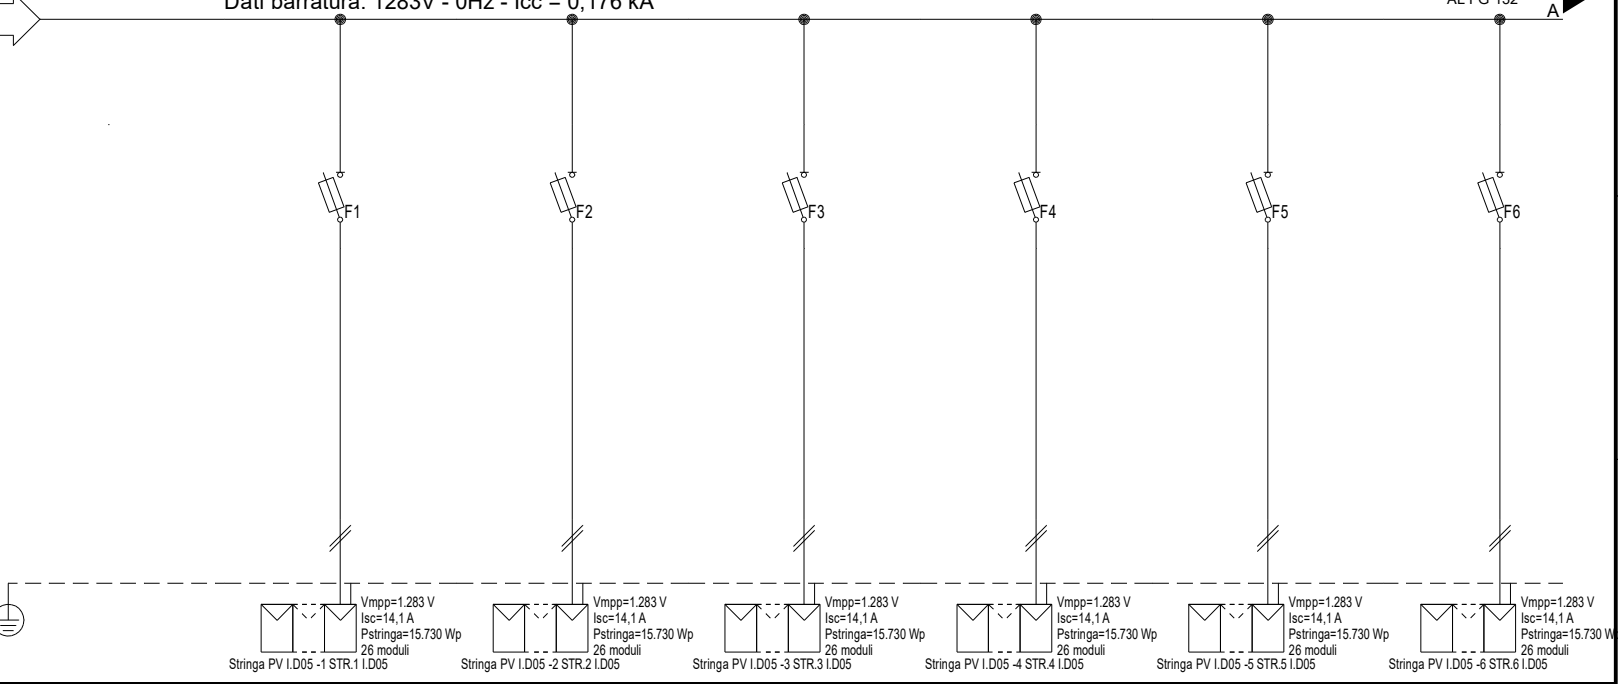 Dati barratura: 1283V - 0Hz - Icc = 0,176 kA
A
F1
F2
F3
F4
F5
F6
Vmpp=1.283 V
Isc=14,1 A
Pstringa=15.730 Wp
26 moduli
Stringa PV I.D05 -1 STR.1 I.D05
Vmpp=1.283 V
Isc=14,1 A
Pstringa=15.730 Wp
26 moduli
Stringa PV I.D05 -2 STR.2 I.D05
Vmpp=1.283 V
Isc=14,1 A
Pstringa=15.730 Wp
26 moduli
Stringa PV I.D05 -3 STR.3 I.D05
Vmpp=1.283 V
Isc=14,1 A
Pstringa=15.730 Wp
26 moduli
Stringa PV I.D05 -4 STR.4 I.D05
Vmpp=1.283 V
Isc=14,1 A
Pstringa=15.730 Wp
26 moduli
Stringa PV I.D05 -5 STR.5 I.D05
Vmpp=1.283 V
Isc=14,1 A
Pstringa=15.730 W
26 moduli
Stringa PV I.D05 -6 STR.6 I.D05